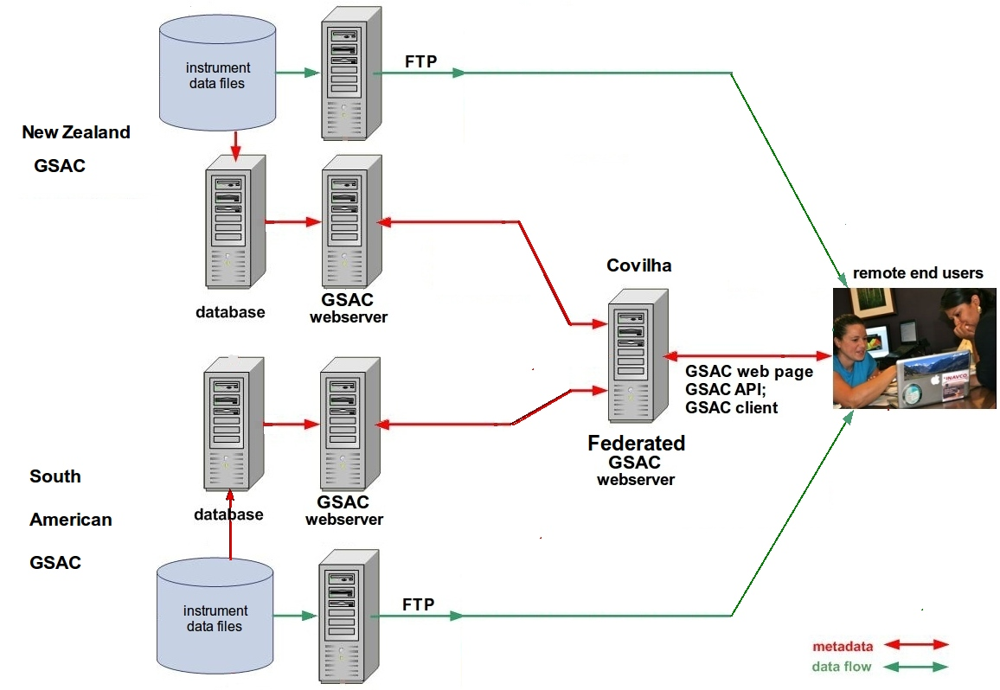 instrument
data files
FTP
New Zealand
GSAC
database
GSAC
webserver
Covilha
remote end users
GSAC web page
GSAC API;
GSAC client
Federated
GSAC
webserver
South
American
GSAC
database
GSAC
webserver
instrument
data files
FTP
UNAVCO
metadata
data flow